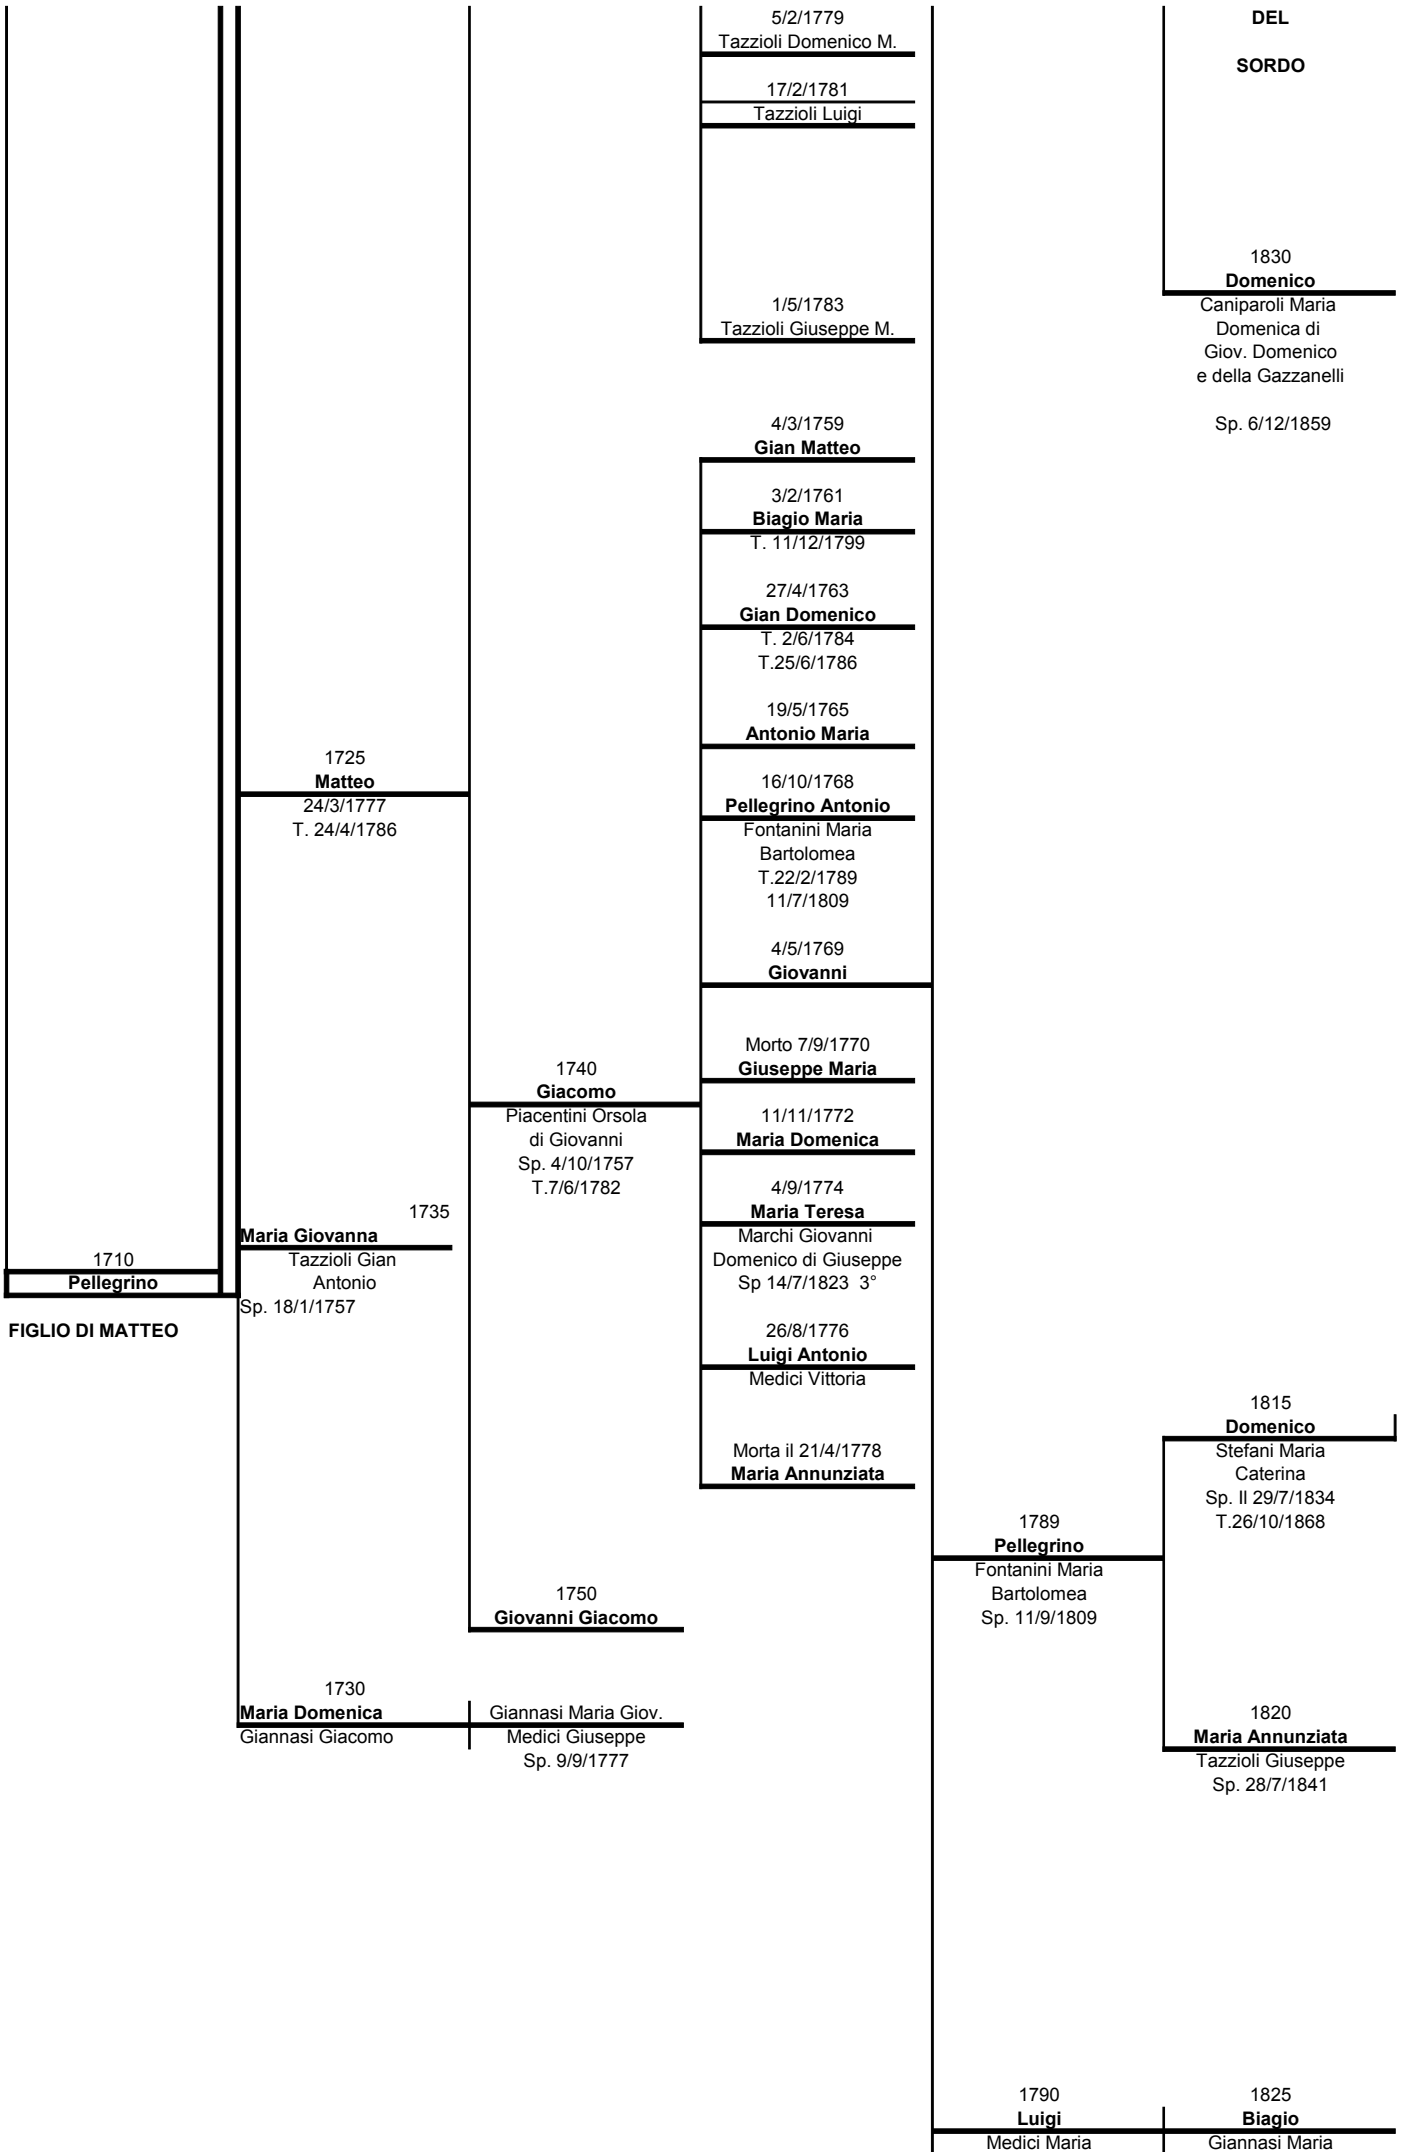 5/2/1779
Tazzioli Domenico M.
17/2/1781
Tazzioli Luigi
1/5/1783
Tazzioli Giuseppe M.
DEL
SORDO
1830
Domenico
Caniparoli Maria
Domenica di
Giov. Domenico
e della Gazzanelli
Sp. 6/12/1859
4/3/1759
Gian Matteo
3/2/1761
Biagio Maria
T. 11/12/1799
27/4/1763
Gian Domenico
T. 2/6/1784
T.25/6/1786
19/5/1765
Antonio Maria
1725
Matteo
24/3/1777
T. 24/4/1786
16/10/1768
Pellegrino Antonio
Fontanini Maria
Bartolomea
T.22/2/1789
11/7/1809
4/5/1769
Giovanni
Morto 7/9/1770
Giuseppe Maria
1740
Giacomo
Piacentini Orsola
di Giovanni
Sp. 4/10/1757
T.7/6/1782
11/11/1772
Maria Domenica
4/9/1774
Maria Teresa
Marchi Giovanni
Domenico di Giuseppe
Sp 14/7/1823 3°
1735
Maria Giovanna
Tazzioli Gian
Antonio
Sp. 18/1/1757
1710
Pellegrino
FIGLIO DI MATTEO
26/8/1776
Luigi Antonio
Medici Vittoria
Morta il 21/4/1778
Maria Annunziata
1815
Domenico
Stefani Maria
Caterina
Sp. Il 29/7/1834
T.26/10/1868
1789
Pellegrino
Fontanini Maria
Bartolomea
Sp. 11/9/1809
1750
Giovanni Giacomo
1730
Maria Domenica
Giannasi Giacomo
Giannasi Maria Giov.
Medici Giuseppe
Sp. 9/9/1777
1820
Maria Annunziata
Tazzioli Giuseppe
Sp. 28/7/1841
1790
Luigi
Medici Maria
1825
Biagio
Giannasi Maria